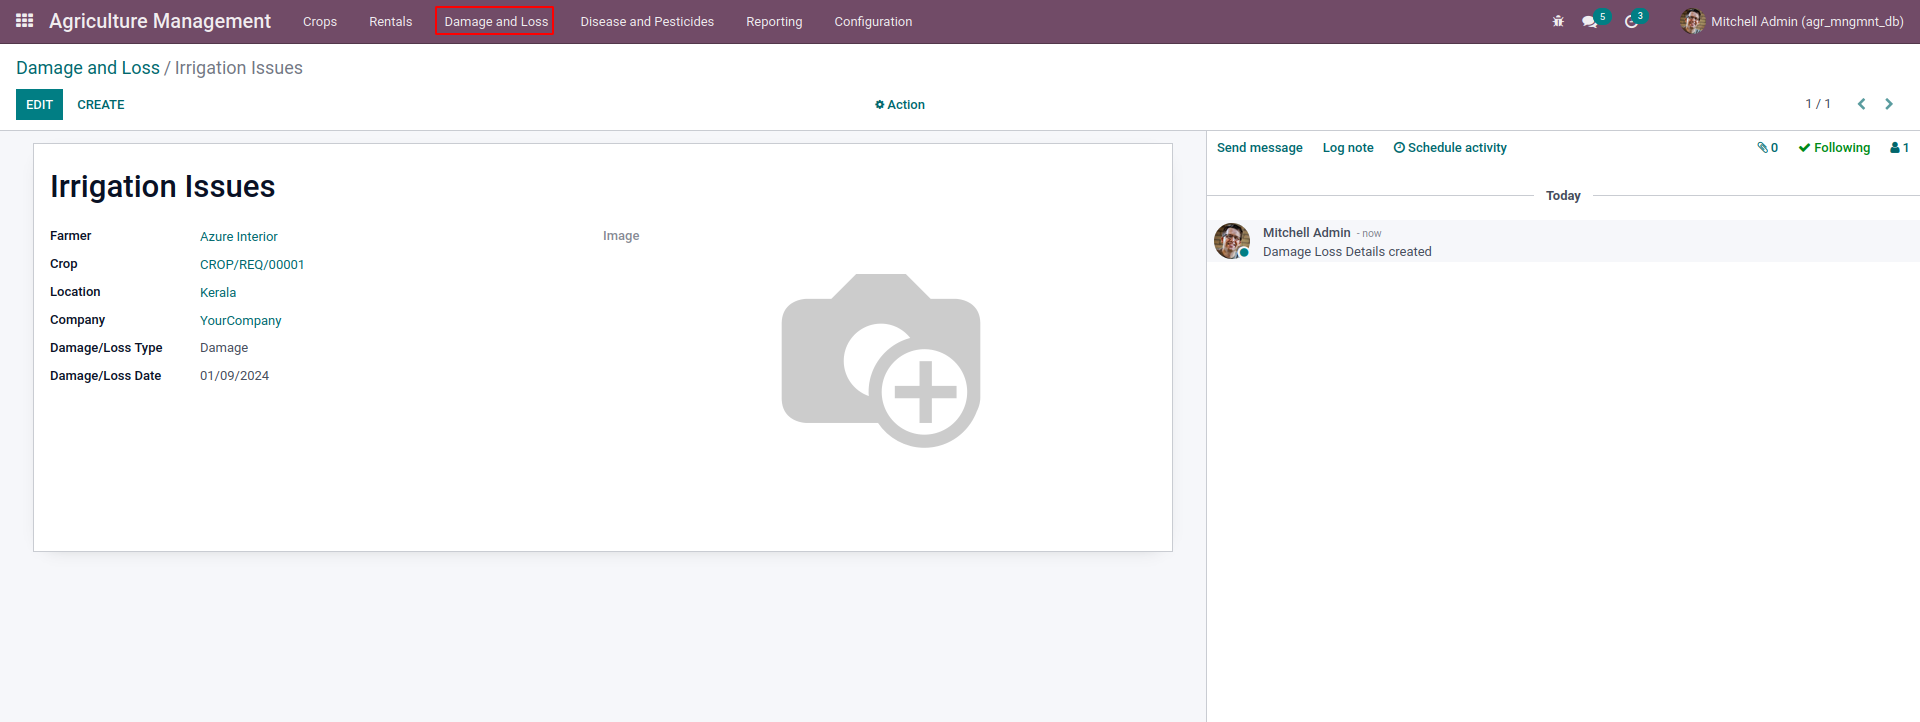 Agriculture Management Crops Rentals Damage and Loss Disease and Pesticides Reporting Configuration 5 3 Mitchell Admin (agr_mngmnt_db)
Damage and Loss / Irrigation Issues
EDIT CREATE Action 1 / 1
Send message Log note Schedule activity 0 Following 1
Irrigation Issues
Today
Farmer Azure Interior Image
Mitchell Admin - now
Damage Loss Details created
Crop CROP/REQ/00001
Location Kerala
Company YourCompany
Damage/Loss Type Damage
Damage/Loss Date 01/09/2024